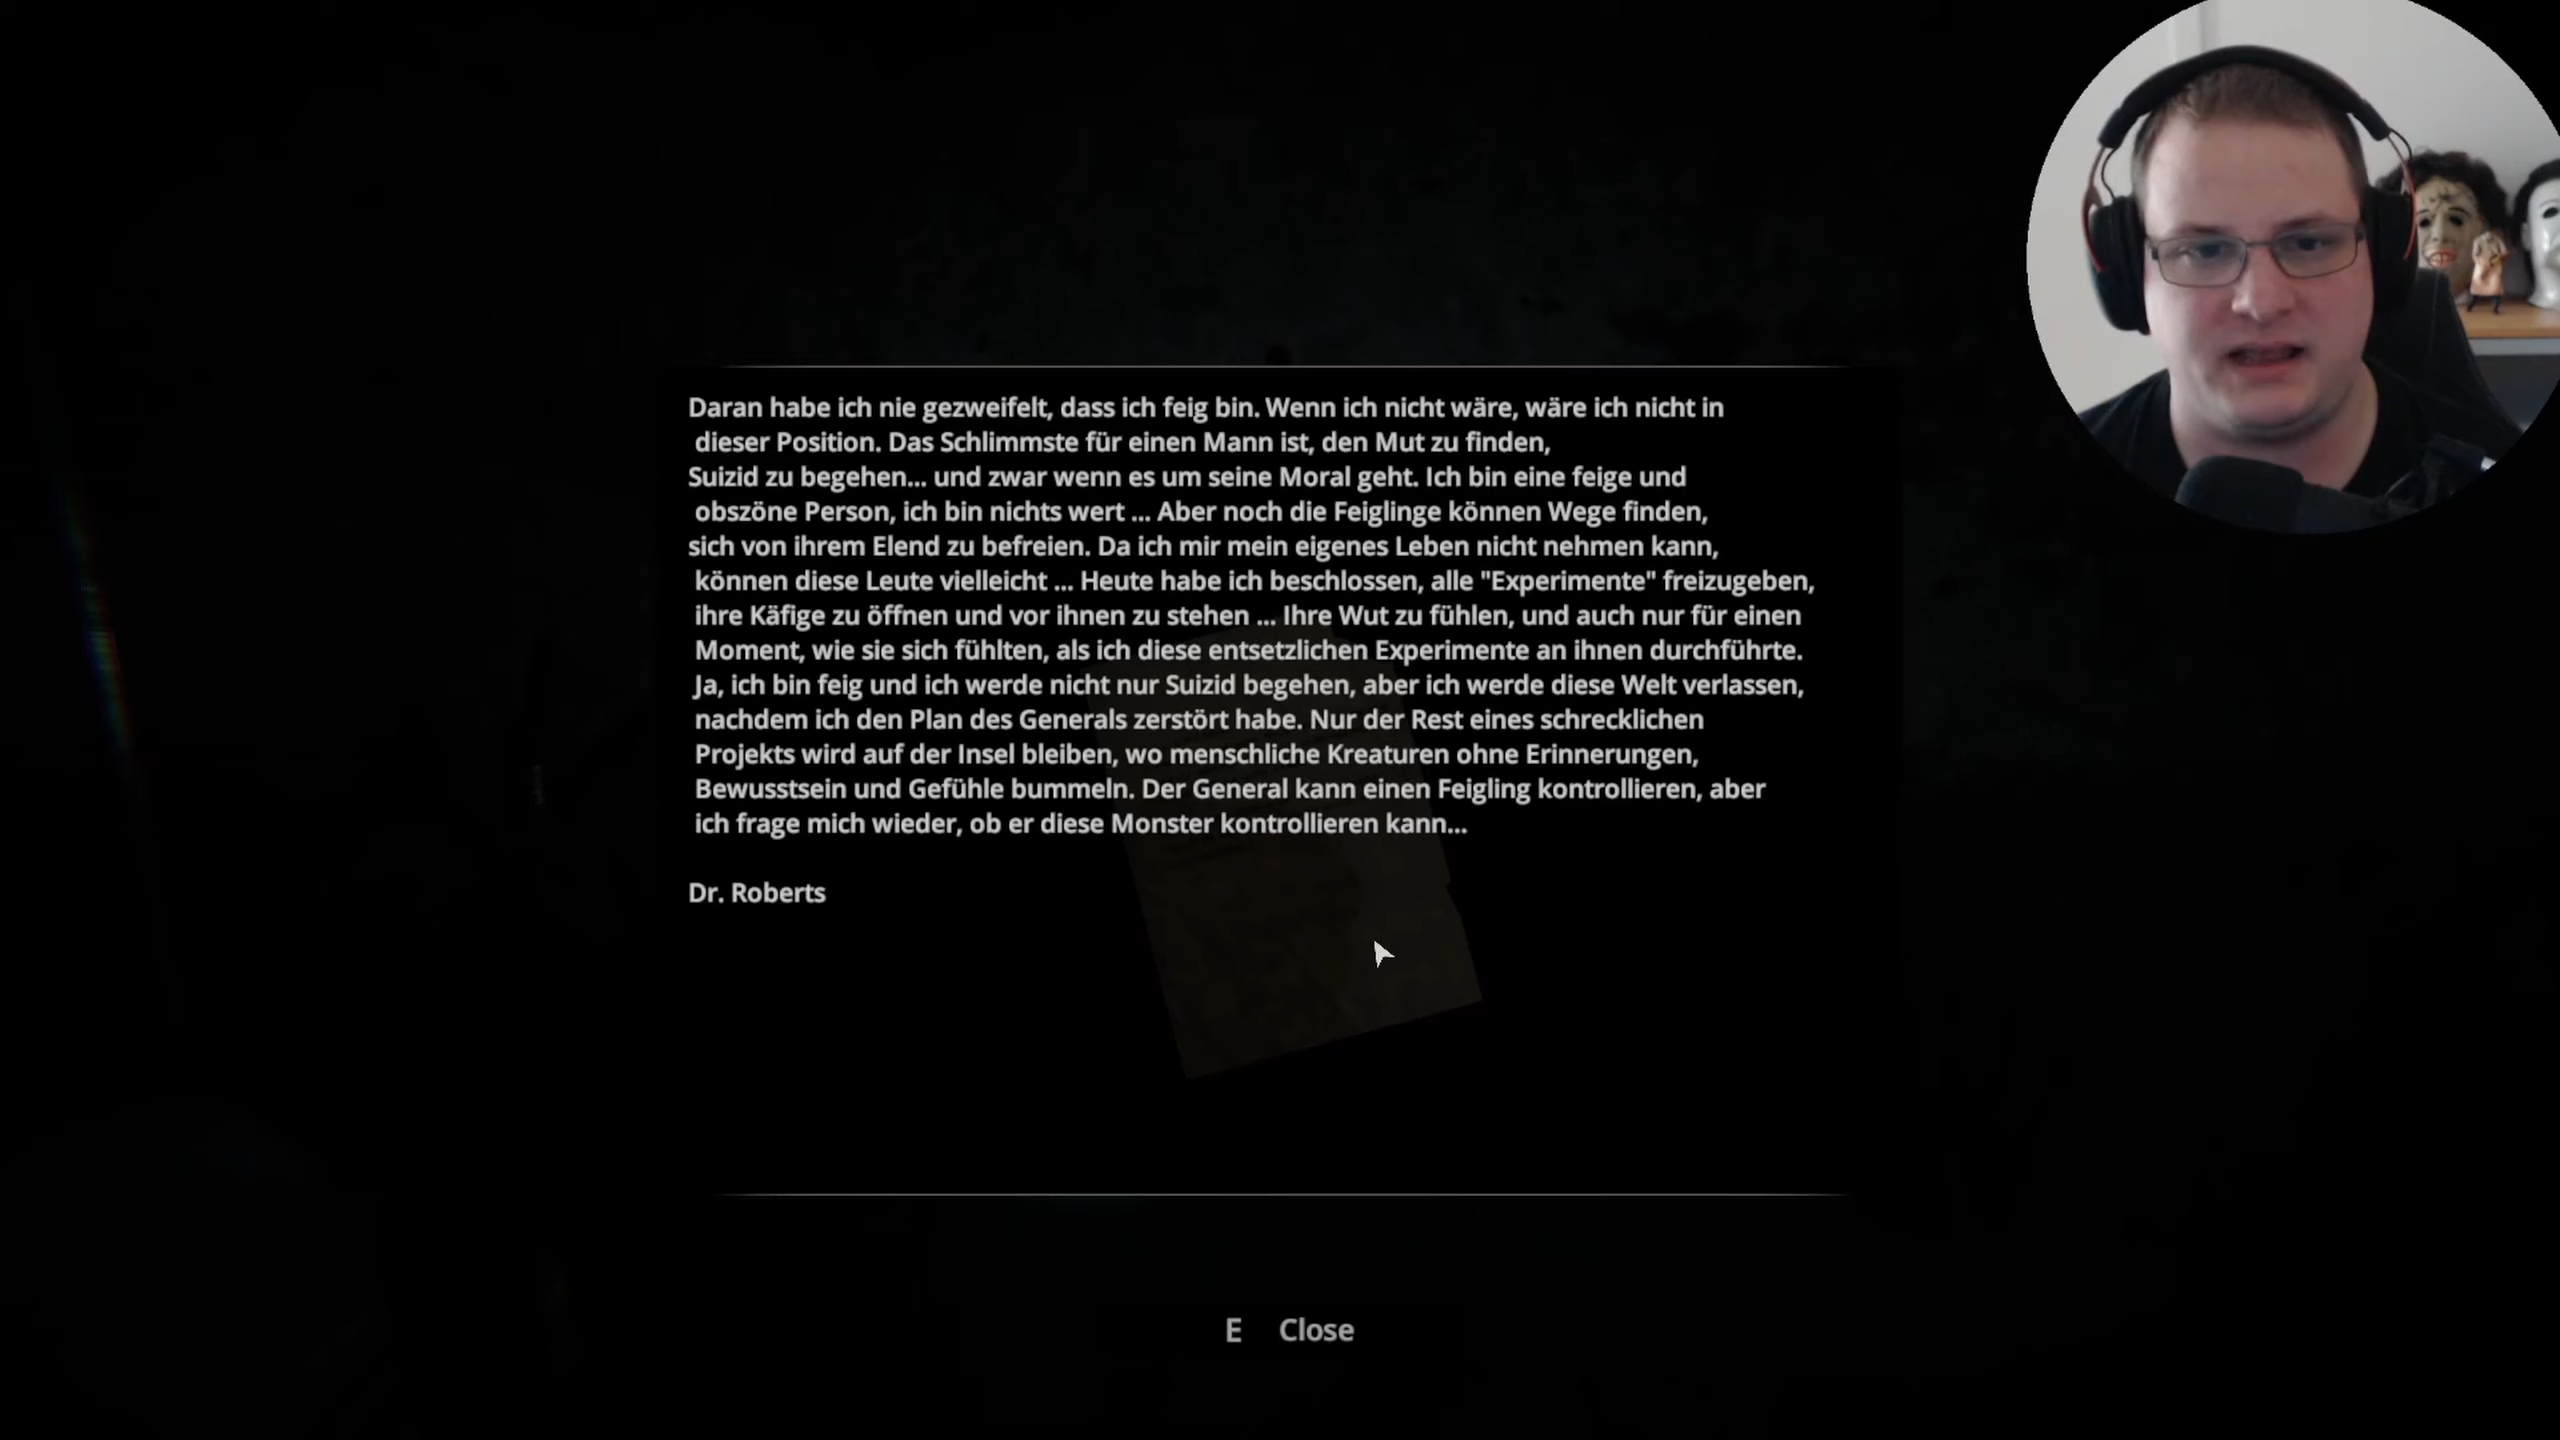 Daran habe ich nie gezweifelt, dass ich feig bin. Wenn ich nicht wäre, wäre ich nicht in
dieser Position. Das Schlimmste für einen Mann ist, den Mut zu finden,
Suizid zu begehen... und zwar wenn es um seine Moral geht. Ich bin eine feige und
obszöne Person, ich bin nichts wert ... Aber noch die Feiglinge können Wege finden,
sich von ihrem Elend zu befreien. Da ich mir mein eigenes Leben nicht nehmen kann,
können diese Leute vielleicht ... Heute habe ich beschlossen, alle "Experimente" freizugeben,
ihre Käfige zu öffnen und vor ihnen zu stehen ... Ihre Wut zu fühlen, und auch nur für einen
Moment, wie sie sich fühlten, als ich diese entsetzlichen Experimente an ihnen durchführte.
Ja, ich bin feig und ich werde nicht nur Suizid begehen, aber ich werde diese Welt verlassen,
nachdem ich den Plan des Generals zerstört habe. Nur der Rest eines schrecklichen
Projekts wird auf der Insel bleiben, wo menschliche Kreaturen ohne Erinnerungen,
Bewusstsein und Gefühle bummeln. Der General kann einen Feigling kontrollieren, aber
ich frage mich wieder, ob er diese Monster kontrollieren kann...
Dr. Roberts
E Close